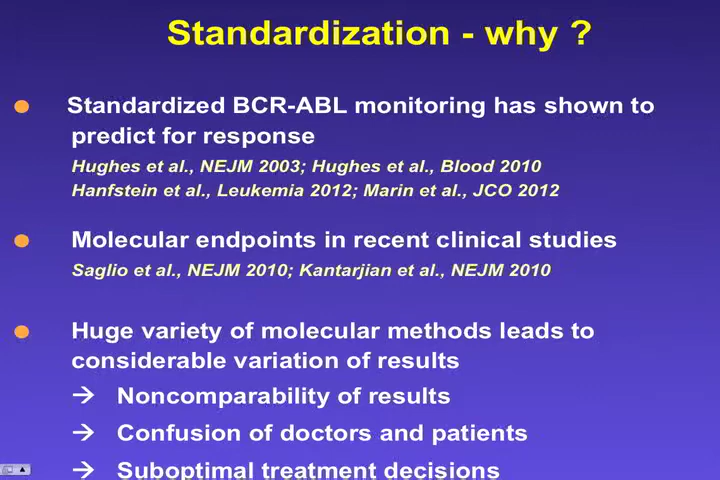 Standardization - why ?
Standardized BCR-ABL monitoring has shown to
predict for response
Hughes et al., NEJM 2003; Hughes et al., Blood 2010
Hanfstein et al., Leukemia 2012; Marin et al., JCO 2012
Molecular endpoints in recent clinical studies
Saglio et al., NEJM 2010; Kantarjian et al., NEJM 2010
Huge variety of molecular methods leads to
considerable variation of results
→ Noncomparability of results
→ Confusion of doctors and patients
→ Suboptimal treatment decisions